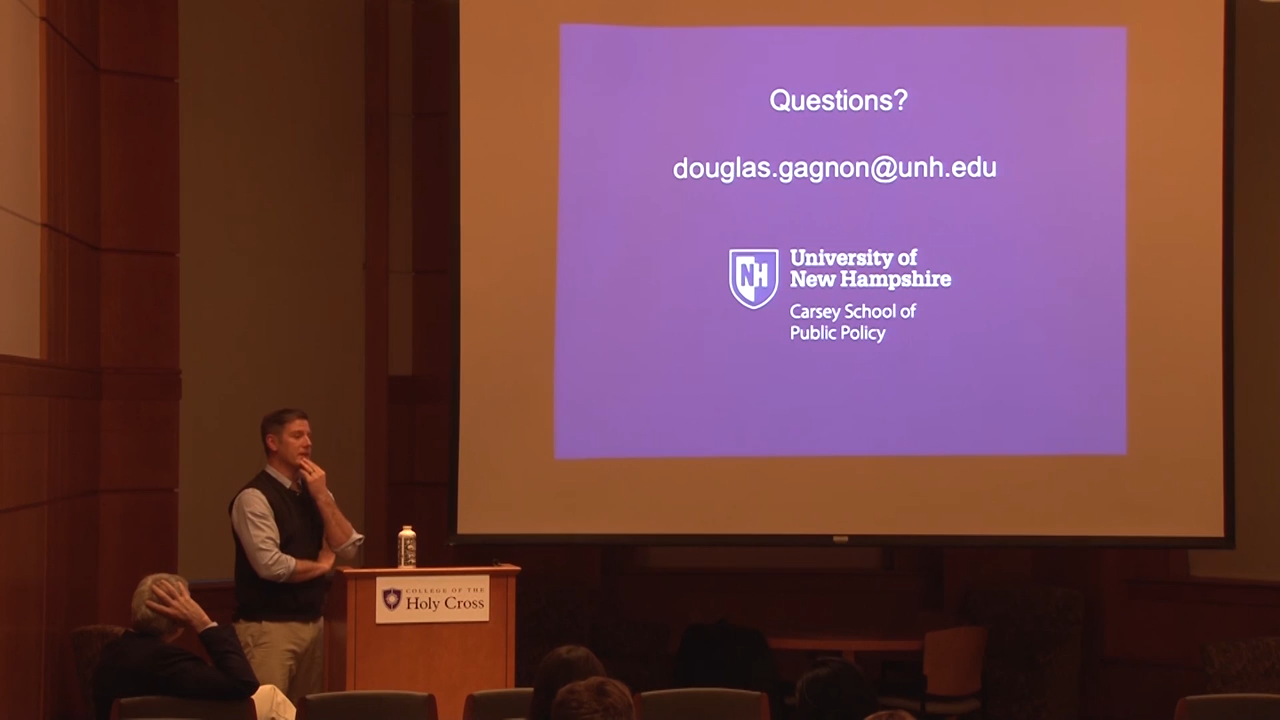 Questions?
douglas.gagnon@unh.edu
NH
University of
New Hampshire
Carsey School of
Public Policy
COLLEGE OF THE
Holy Cross